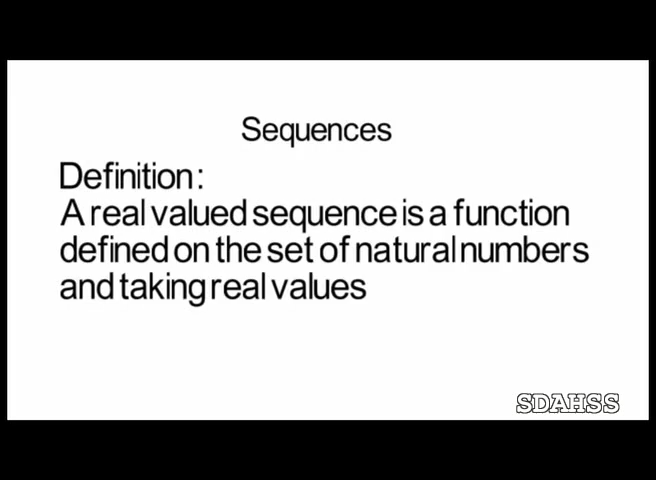 Sequences
Definition:
A real valued sequence is a function
defined on the set of natural numbers
and taking real values
SDAHSS